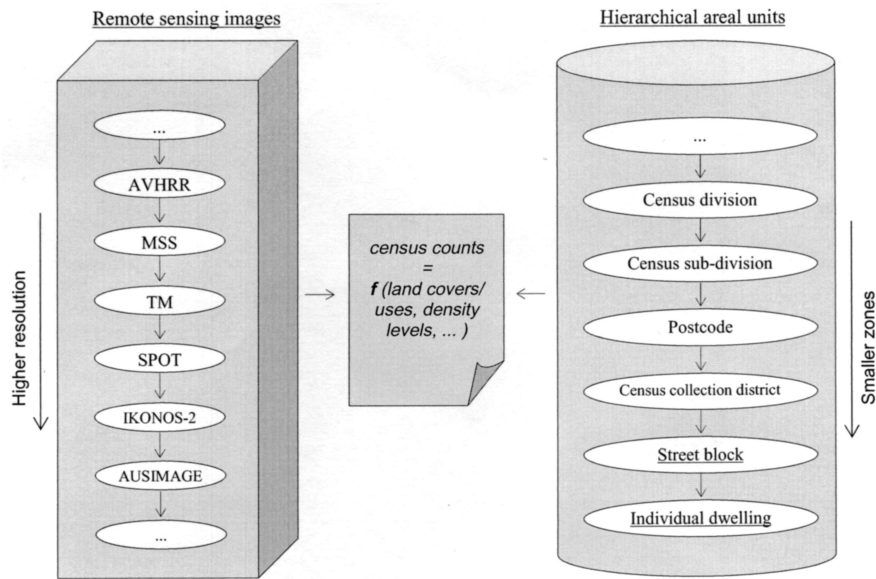 Remote sensing images
...
AVHRR
MSS
TM
SPOT
IKONOS-2
AUSIMAGE
...
Higher resolution
census counts
=
f (land covers/
uses, density
levels, ... )
Hierarchical areal units
...
Census division
Census sub-division
Postcode
Census collection district
Street block
Individual dwelling
Smaller zones